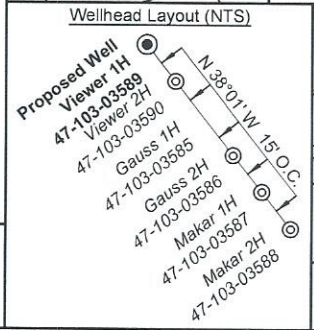 Wellhead Layout (NTS)
Proposed Well
Viewer 1H
47-103-03589
Viewer 2H
47-103-03590
Gauss 1H
47-103-03585
Gauss 2H
47-103-03586
Makar 1H
47-103-03587
Makar 2H
47-103-03588
N 38°01' W 15' O.C.